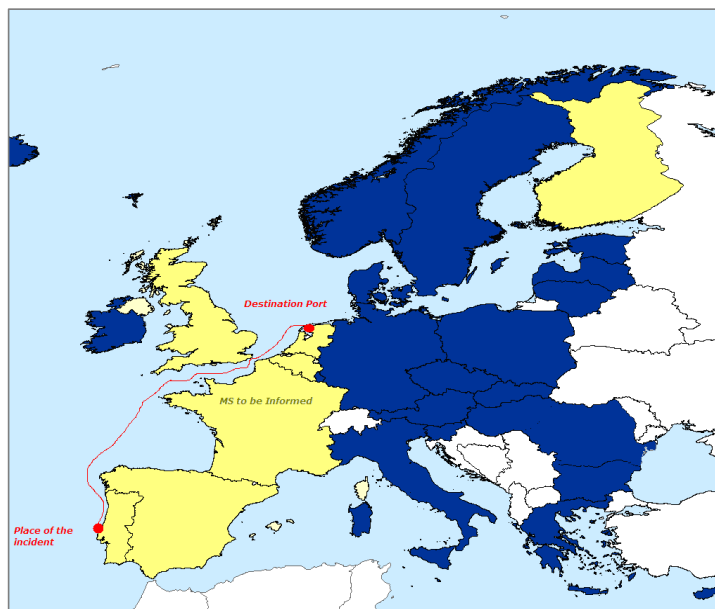 Destination Port
MS to be Informed
Place of the
incident